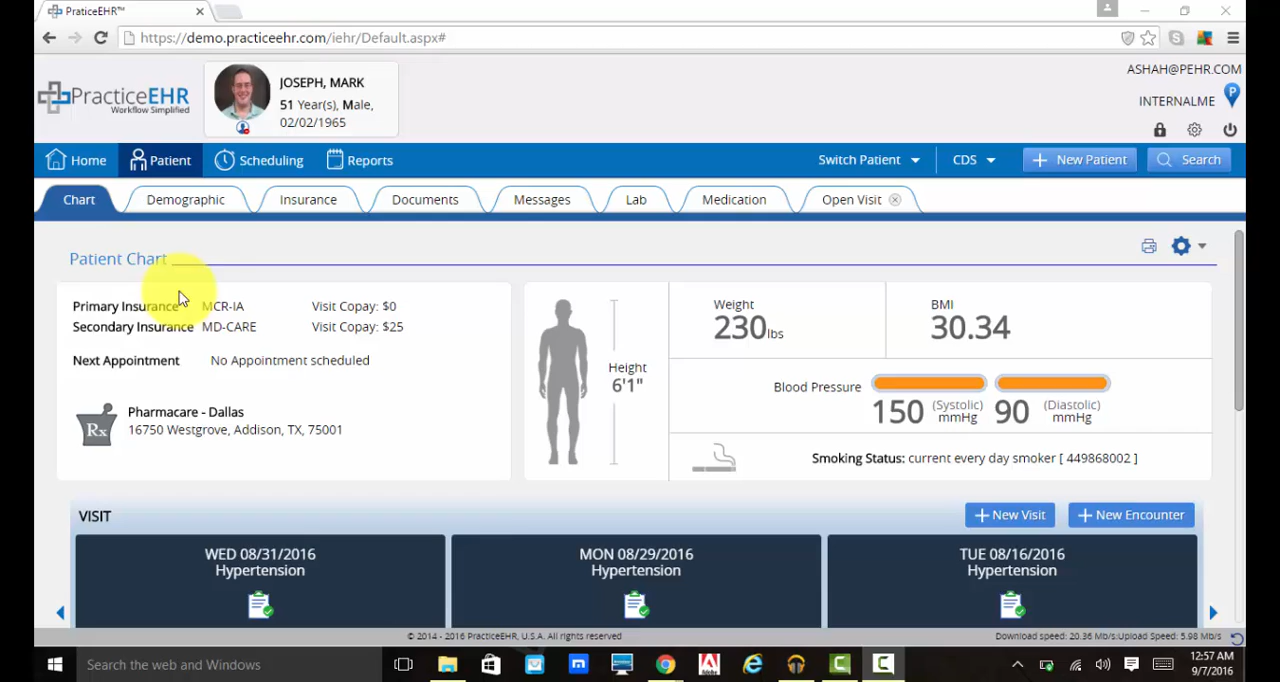 PraticeEHR™
https://demo.practiceehr.com/iehr/Default.aspx#
PracticeEHR
Workflow Simplified
JOSEPH, MARK
51 Year(s), Male,
02/02/1965
ASHAH@PEHR.COM
INTERNALME P
Home Patient Scheduling Reports Switch Patient CDS New Patient Search
Chart Demographic Insurance Documents Messages Lab Medication Open Visit
Patient Chart
Primary Insurance MCR-IA Visit Copay: $0
Secondary Insurance MD-CARE Visit Copay: $25
Next Appointment No Appointment scheduled
Rx
Pharmacare - Dallas
16750 Westgrove, Addison, TX, 75001
Height
6'1"
Weight
230lbs
BMI
30.34
Blood Pressure
150 (Systolic) mmHg 90 (Diastolic) mmHg
Smoking Status: current every day smoker [ 449868002 ]
VISIT
+ New Visit + New Encounter
WED 08/31/2016
Hypertension
MON 08/29/2016
Hypertension
TUE 08/16/2016
Hypertension
© 2014 - 2016 PracticeEHR, U.S.A. All rights reserved
Download speed: 20.36 Mb/s:Upload Speed: 5.98 Mb/s
Search the web and Windows
12:57 AM
9/7/2016